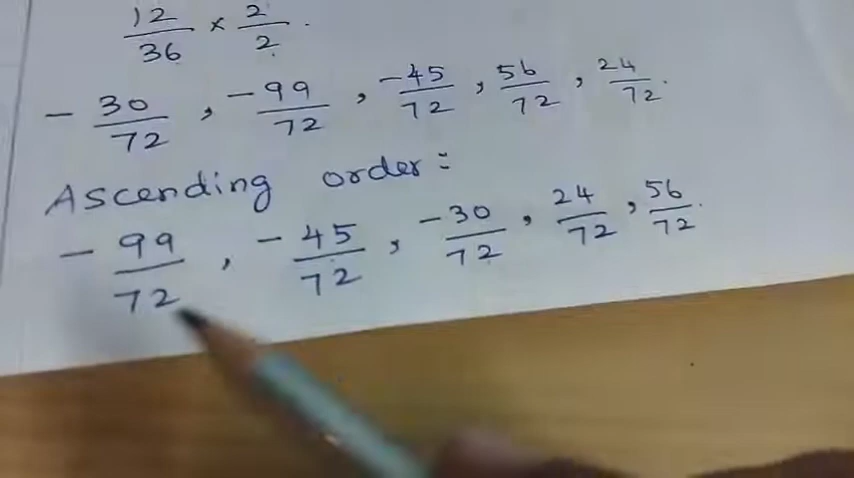 12/36 × 2/2 .
- 30/72 , -99/72 , -45/72 , 56/72 , 24/72 .
Ascending order :
- 99/72 , -45/72 , -30/72 , 24/72 , 56/72 .